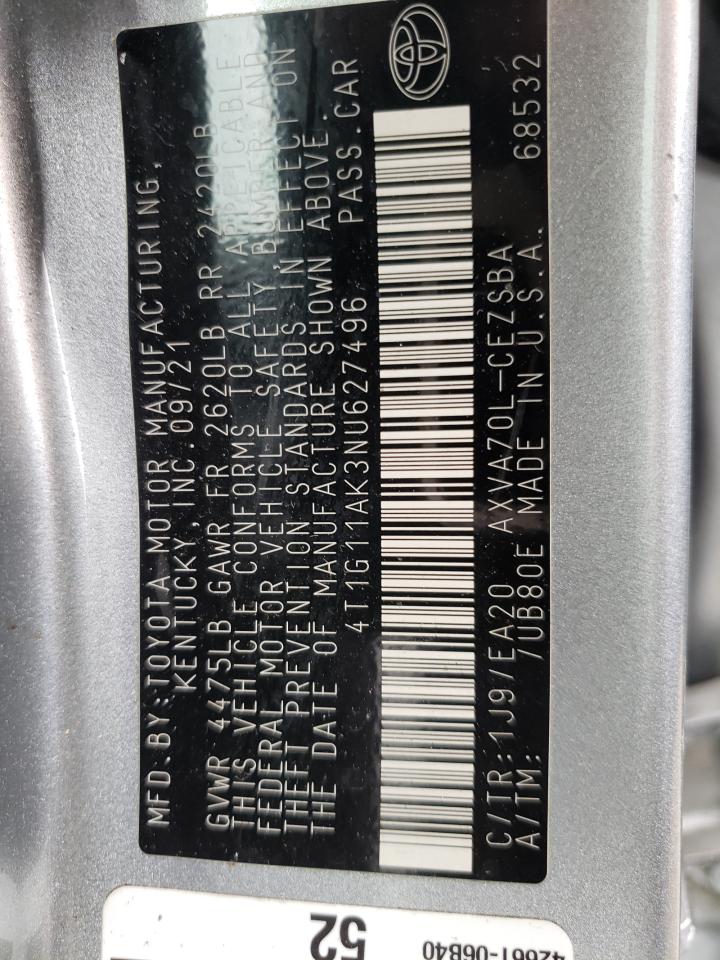 MFD.BY:TOYOTA MOTOR MANUFACTURING,
KENTUCKY,INC.09/21
GVWR 4475LB GAWR FR 2620LB RR 2420LB
THIS VEHICLE CONFORMS TO ALL APPLICABLE
FEDERAL MOTOR VEHICLE SAFETY,BUMPER,AND
THEFT PREVENTION STANDARDS IN EFFECT ON
THE DATE OF MANUFACTURE SHOWN ABOVE.
4T1G11AK3NU627496 PASS.CAR
C/TR:1J9/EA20 AXVA70L-CEZSBA 68532
A/TM: /UB80E MADE IN U.S.A.
52
42661-06B40